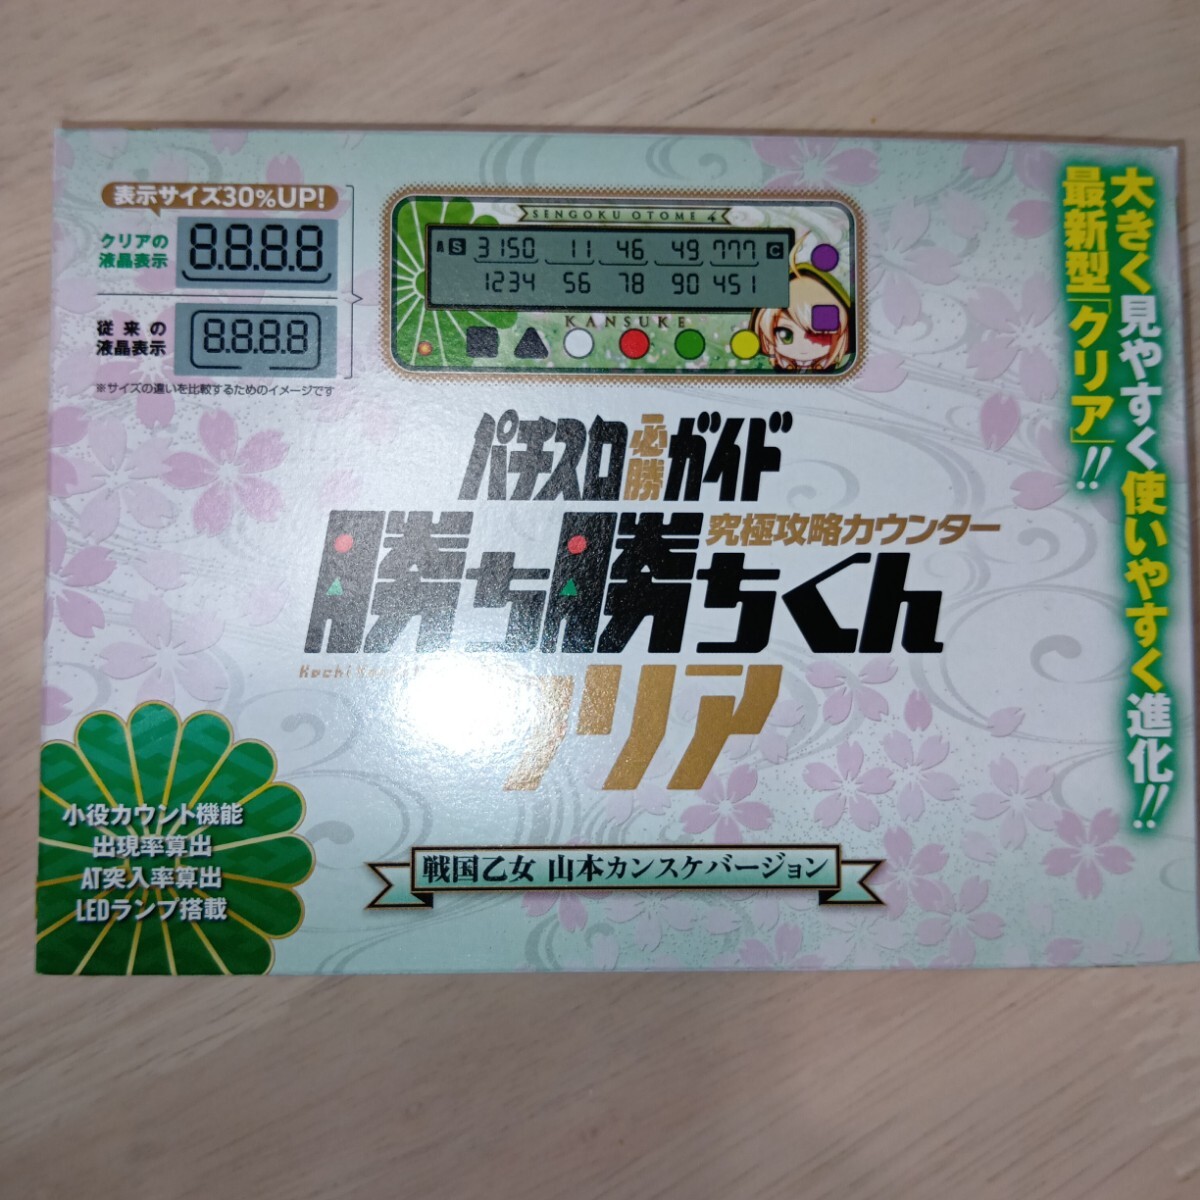 表示サイズ30%UP!
クリアの
液晶表示
8.8.8.8
従来の
液晶表示
8.8.8.8
※サイズの違いを比較するためのイメージです
SENGOKU OTOME 4
A S 3150 11 46 49 777 C
1234 56 78 90 451
KANSUKE
大きく見やすく使いやすく進化!!
最新型「クリア」!!
パチスロ必勝ガイド
究極攻略カウンター
勝ち勝ちくん
Kachi
クリア
小役カウント機能
出現率算出
AT突入率算出
LEDランプ搭載
戦国乙女 山本カンスケバージョン